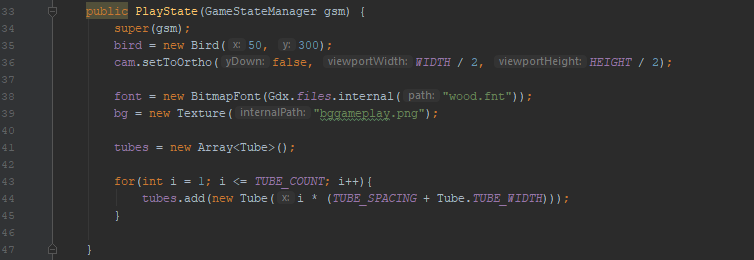 33 public PlayState(GameStateManager gsm) {
34 super(gsm);
35 bird = new Bird( x: 50, y: 300);
36 cam.setToOrtho( yDown: false, viewportWidth: WIDTH / 2, viewportHeight: HEIGHT / 2);
37
38 font = new BitmapFont(Gdx.files.internal( path: "wood.fnt"));
39 bg = new Texture( internalPath: "bggameplay.png");
40
41 tubes = new Array<Tube>();
42
43 for(int i = 1; i <= TUBE_COUNT; i++){
44 tubes.add(new Tube( x: i * (TUBE_SPACING + Tube.TUBE_WIDTH)));
45 }
46
47 }